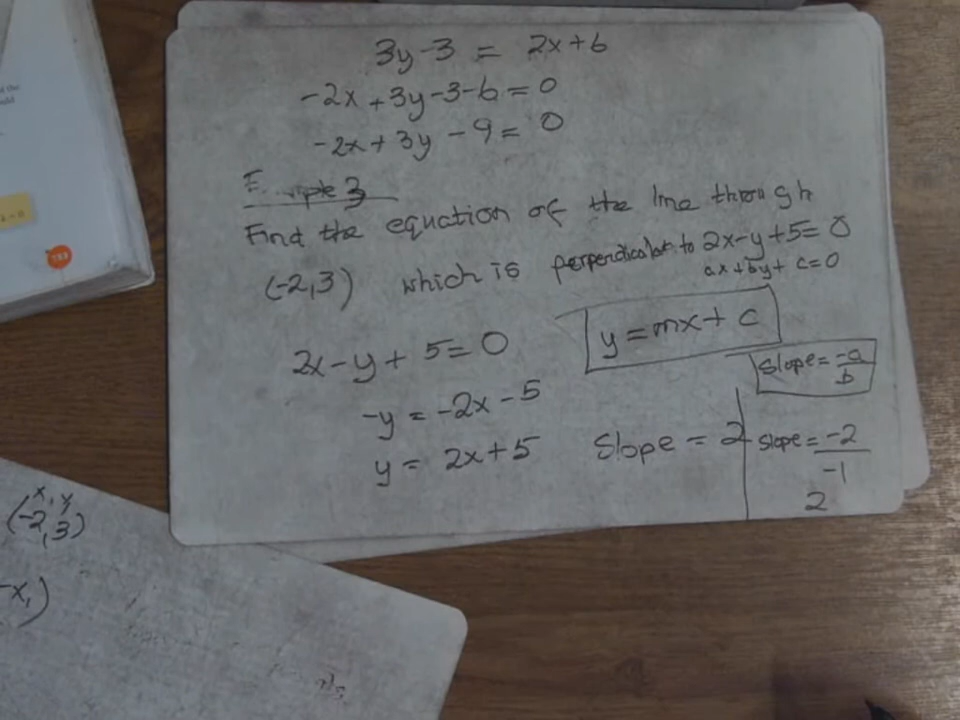 3y-3 = 2x+6
-2x+3y-3-6=0
-2x+3y-9=0
3
Find the equation of the line through
(-2,3) which is perpendicular to 2x-y+5=0
ax+by+c=0
2x-y+5=0
y=mx+c
Slope=-a/b
-y=-2x-5
y=2x+5
Slope=2
Slope=-2/-1
2
x,y
(-2,3)
-x₁)